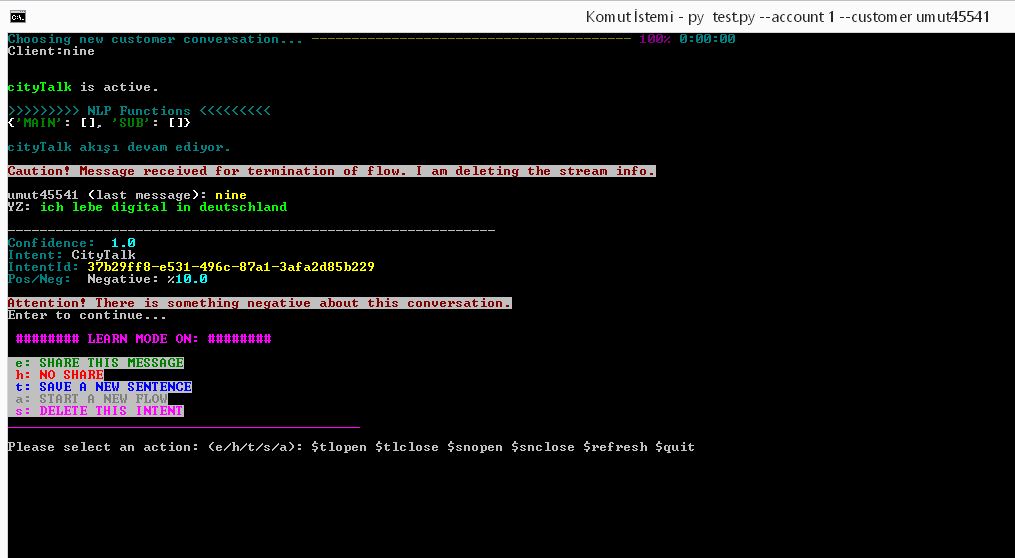 Komut İstemi - py  test.py --account 1 --customer umut45541
Choosing new customer conversation... ---------------------------------------- 100% 0:00:00
Client:nine
cityTalk is active.
>>>>>>>>> NLP Functions <<<<<<<<<
{'MAIN': [], 'SUB': []}
cityTalk akışı devam ediyor.
Caution! Message received for termination of flow. I am deleting the stream info.
umut45541 (last message): nine
YZ: ich lebe digital in deutschland
_____________________________________________________________
Confidence:  1.0
Intent: CityTalk
IntentId: 37b29ff8-e531-496c-87a1-3afa2d85b229
Pos/Neg:  Negative: %10.0
Attention! There is something negative about this conversation.
Enter to continue...
######## LEARN MODE ON: ########
e: SHARE THIS MESSAGE
h: NO SHARE
t: SAVE A NEW SENTENCE
a: START A NEW FLOW
s: DELETE THIS INTENT
____________________________________________
Please select an action: (e/h/t/s/a): $tlopen $tlclose $snopen $snclose $refresh $quit